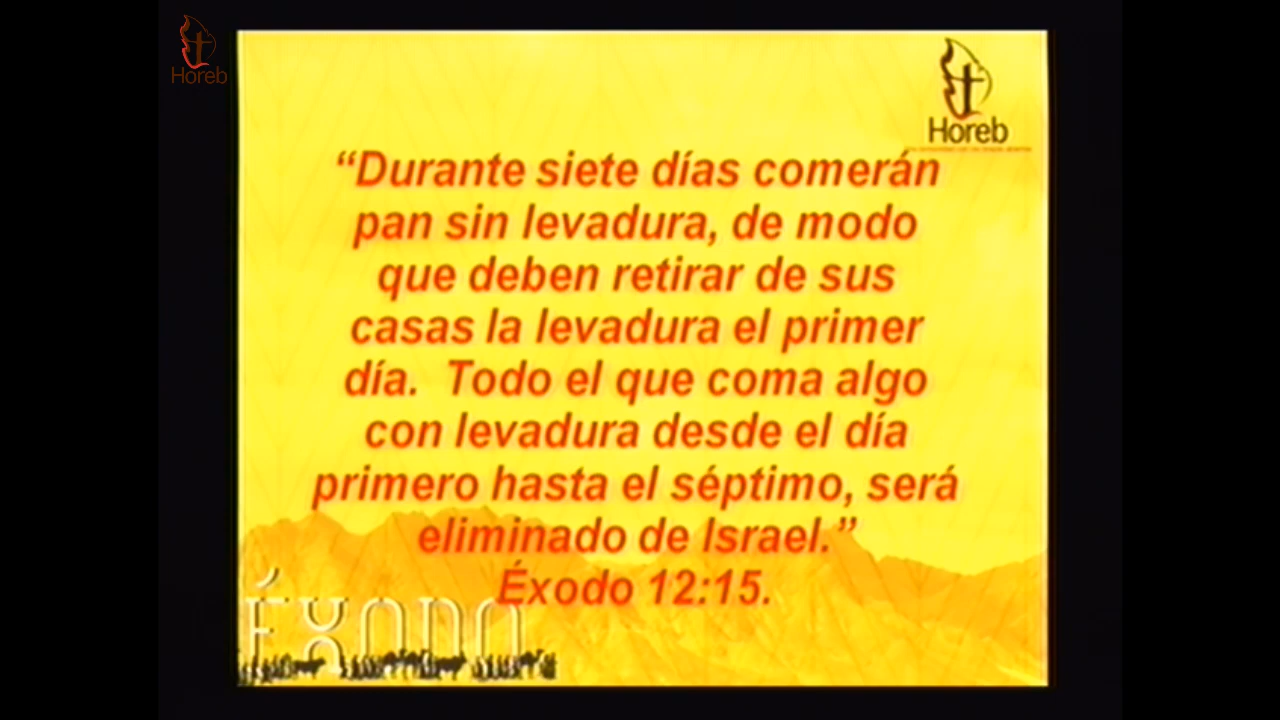 Horeb
Horeb
“Durante siete días comerán
pan sin levadura, de modo
que deben retirar de sus
casas la levadura el primer
día. Todo el que coma algo
con levadura desde el día
primero hasta el séptimo, será
eliminado de Israel.”
Éxodo 12:15.
ÉXODO